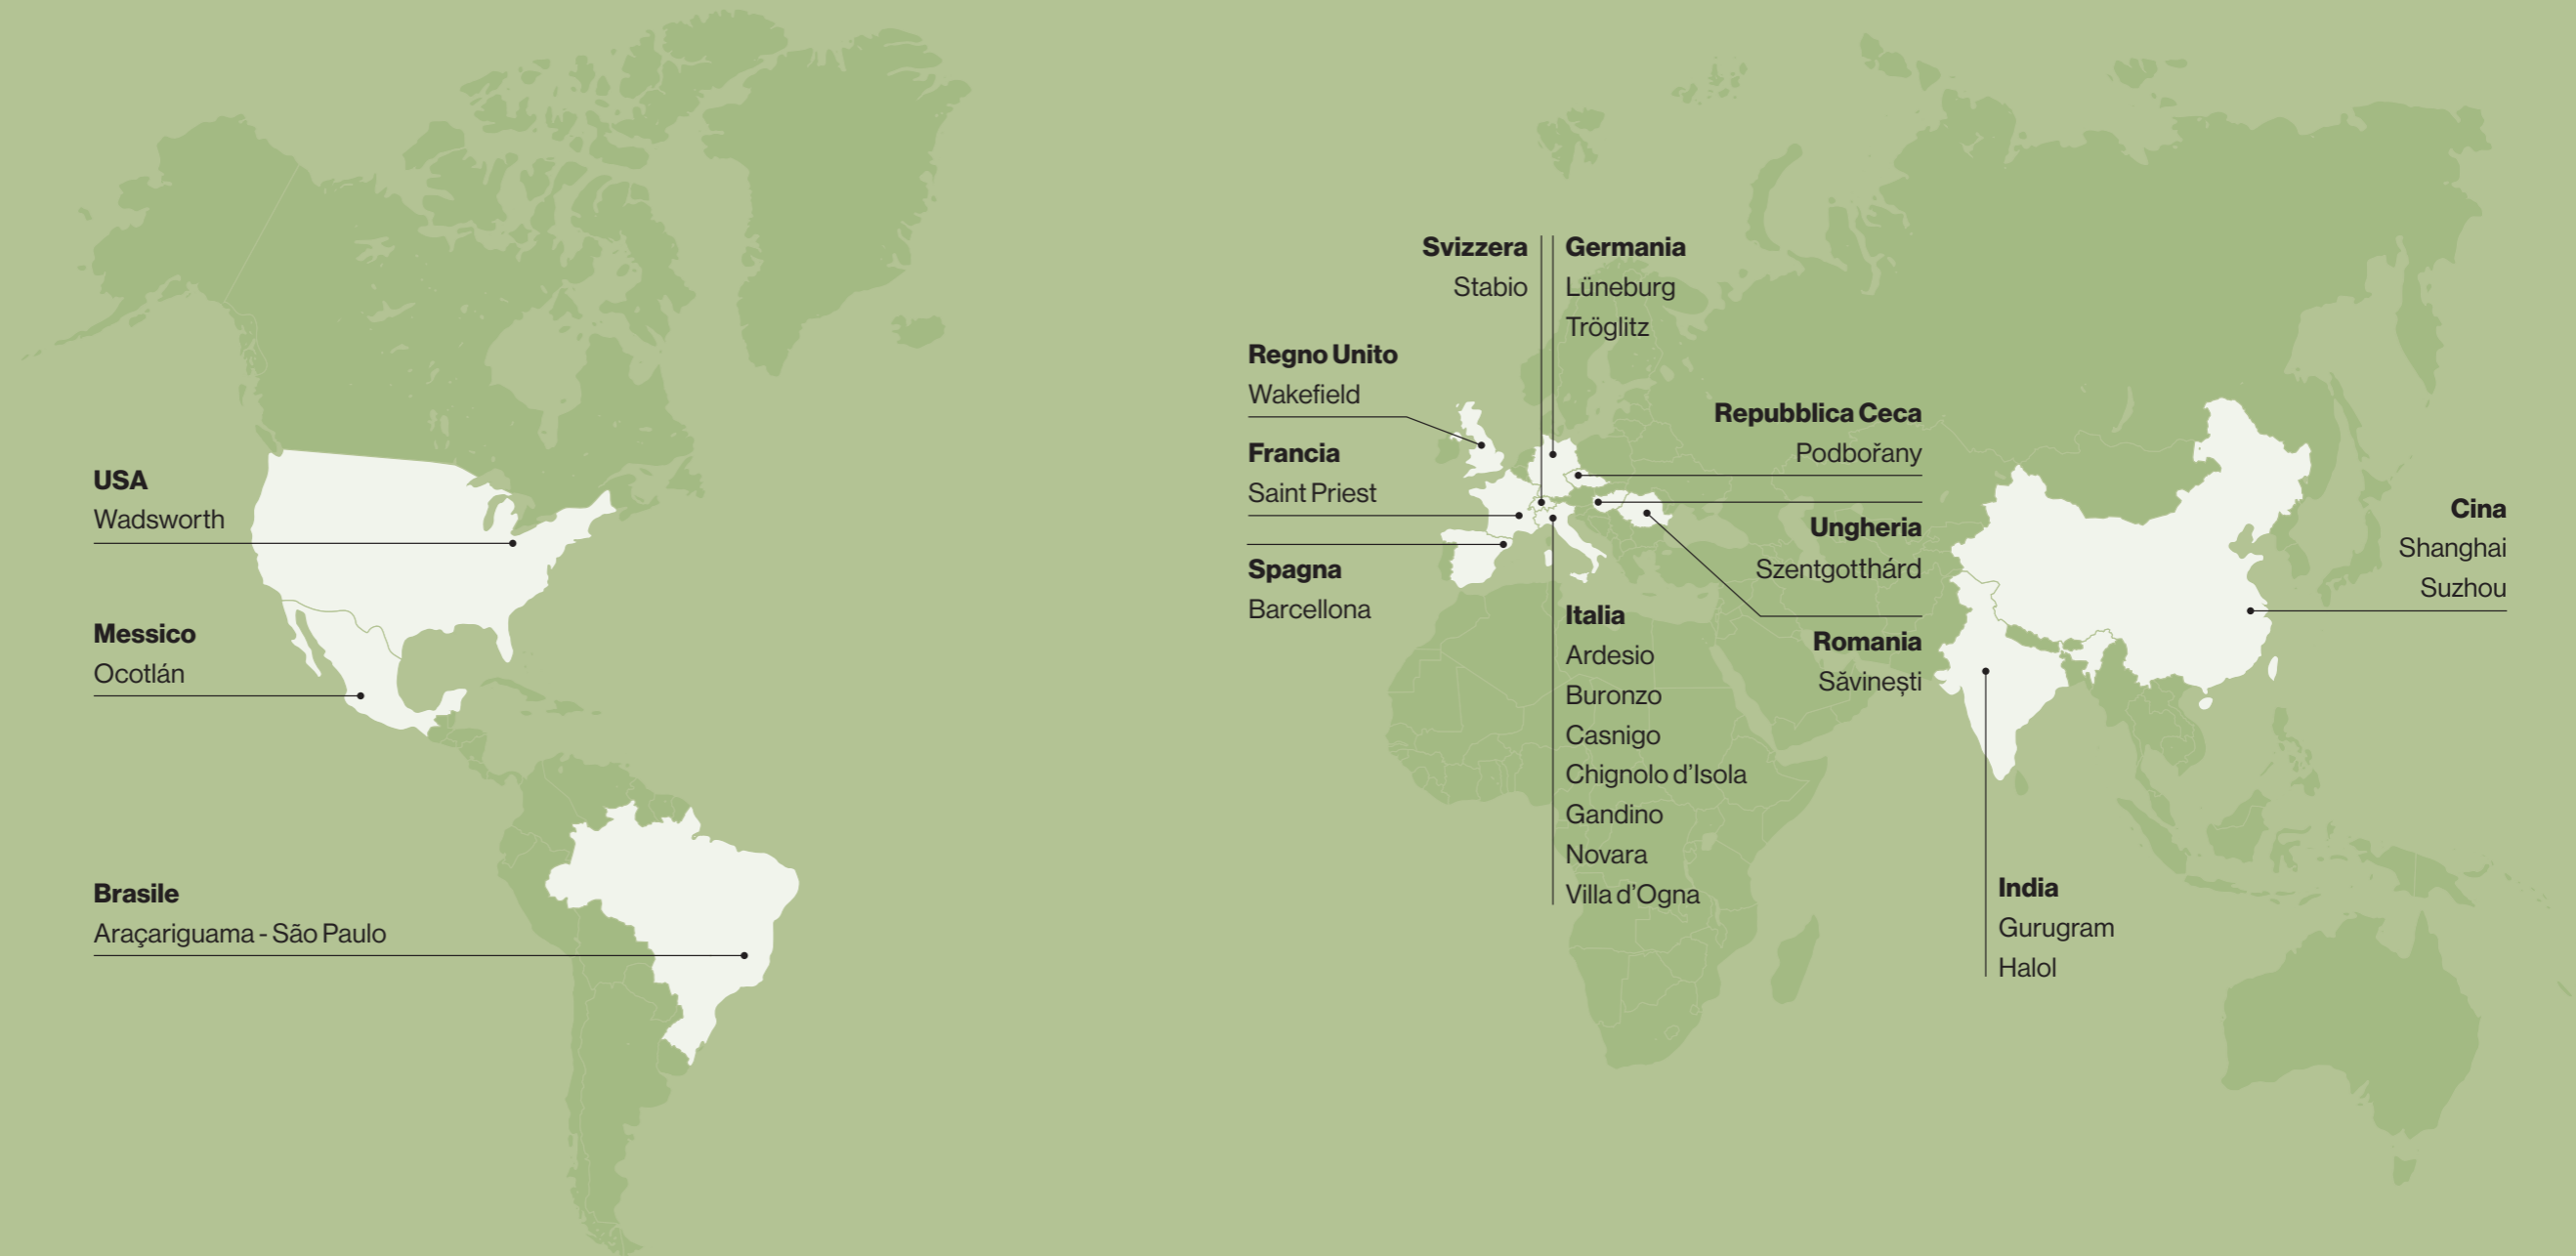 USA
Wadsworth
Messico
Ocotlán
Brasile
Araçariguama - São Paulo
Svizzera
Stabio
Germania
Lüneburg
Tröglitz
Regno Unito
Wakefield
Francia
Saint Priest
Spagna
Barcellona
Repubblica Ceca
Podbořany
Ungheria
Szentgotthárd
Romania
Săvinești
Italia
Ardesio
Buronzo
Casnigo
Chignolo d’Isola
Gandino
Novara
Villa d’Ogna
India
Gurugram
Halol
Cina
Shanghai
Suzhou